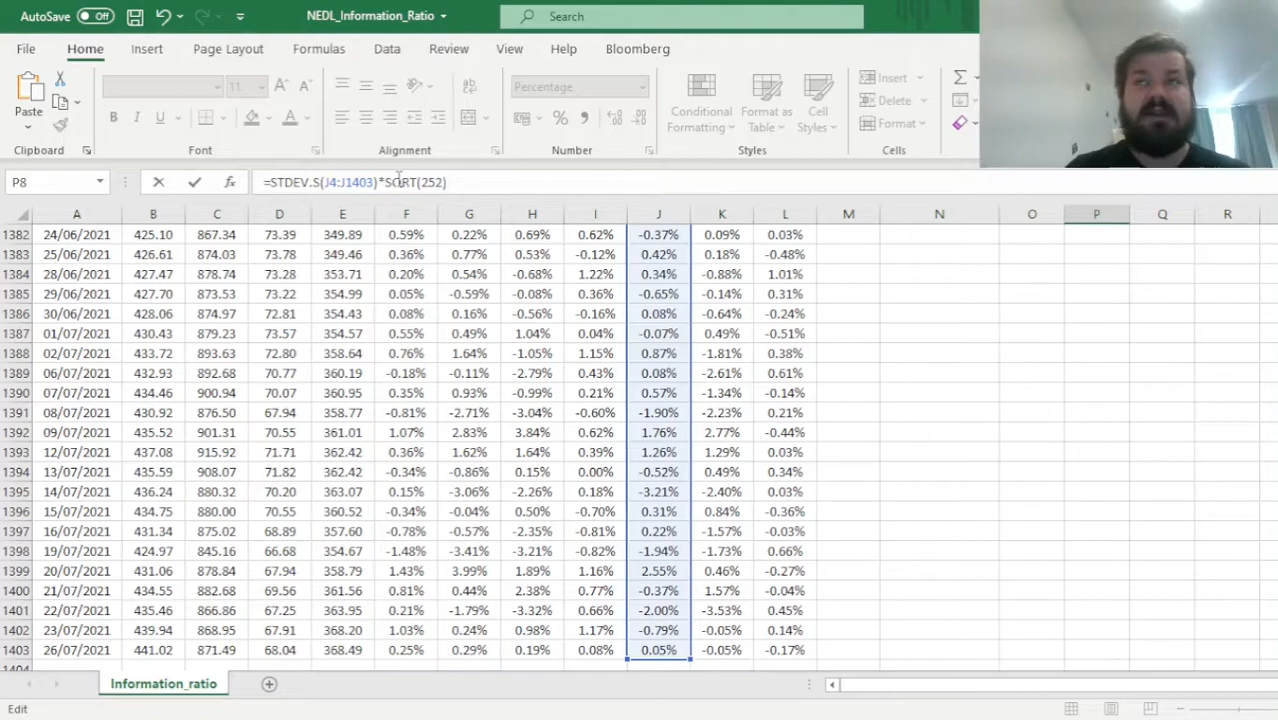 AutoSave Off NEDL_Information_Ratio Search
File Home Insert Page Layout Formulas Data Review View Help Bloomberg
Paste 11 A A ab Percentage Conditional Formatting Format as Table Cell Styles Insert Delete Format
B I U A % 
Clipboard Font Alignment Number Styles Cells
P8 fx =STDEV.S(J4:J1403)*SQRT(252)
A B C D E F G H I J K L M N O P Q R
1382 24/06/2021 425.10 867.34 73.39 349.89 0.59% 0.22% 0.69% 0.62% -0.37% 0.09% 0.03%
1383 25/06/2021 426.61 874.03 73.78 349.46 0.36% 0.77% 0.53% -0.12% 0.42% 0.18% -0.48%
1384 28/06/2021 427.47 878.74 73.28 353.71 0.20% 0.54% -0.68% 1.22% 0.34% -0.88% 1.01%
1385 29/06/2021 427.70 873.53 73.22 354.99 0.05% -0.59% -0.08% 0.36% -0.65% -0.14% 0.31%
1386 30/06/2021 428.06 874.97 72.81 354.43 0.08% 0.16% -0.56% -0.16% 0.08% -0.64% -0.24%
1387 01/07/2021 430.43 879.23 73.57 354.57 0.55% 0.49% 1.04% 0.04% -0.07% 0.49% -0.51%
1388 02/07/2021 433.72 893.63 72.80 358.64 0.76% 1.64% -1.05% 1.15% 0.87% -1.81% 0.38%
1389 06/07/2021 432.93 892.68 70.77 360.19 -0.18% -0.11% -2.79% 0.43% 0.08% -2.61% 0.61%
1390 07/07/2021 434.46 900.94 70.07 360.95 0.35% 0.93% -0.99% 0.21% 0.57% -1.34% -0.14%
1391 08/07/2021 430.92 876.50 67.94 358.77 -0.81% -2.71% -3.04% -0.60% -1.90% -2.23% 0.21%
1392 09/07/2021 435.52 901.31 70.55 361.01 1.07% 2.83% 3.84% 0.62% 1.76% 2.77% -0.44%
1393 12/07/2021 437.08 915.92 71.71 362.42 0.36% 1.62% 1.64% 0.39% 1.26% 1.29% 0.03%
1394 13/07/2021 435.59 908.07 71.82 362.42 -0.34% -0.86% 0.15% 0.00% -0.52% 0.49% 0.34%
1395 14/07/2021 436.24 880.32 70.20 363.07 0.15% -3.06% -2.26% 0.18% -3.21% -2.40% 0.03%
1396 15/07/2021 434.75 880.00 70.55 360.52 -0.34% -0.04% 0.50% -0.70% 0.31% 0.84% -0.36%
1397 16/07/2021 431.34 875.02 68.89 357.60 -0.78% -0.57% -2.35% -0.81% 0.22% -1.57% -0.03%
1398 19/07/2021 424.97 845.16 66.68 354.67 -1.48% -3.41% -3.21% -0.82% -1.94% -1.73% 0.66%
1399 20/07/2021 431.06 878.84 67.94 358.79 1.43% 3.99% 1.89% 1.16% 2.55% 0.46% -0.27%
1400 21/07/2021 434.55 882.68 69.56 361.56 0.81% 0.44% 2.38% 0.77% -0.37% 1.57% -0.04%
1401 22/07/2021 435.46 866.86 67.25 363.95 0.21% -1.79% -3.32% 0.66% -2.00% -3.53% 0.45%
1402 23/07/2021 439.94 868.95 67.91 368.20 1.03% 0.24% 0.98% 1.17% -0.79% -0.05% 0.14%
1403 26/07/2021 441.02 871.49 68.04 368.49 0.25% 0.29% 0.19% 0.08% 0.05% -0.05% -0.17%
1404
Information_ratio
Edit